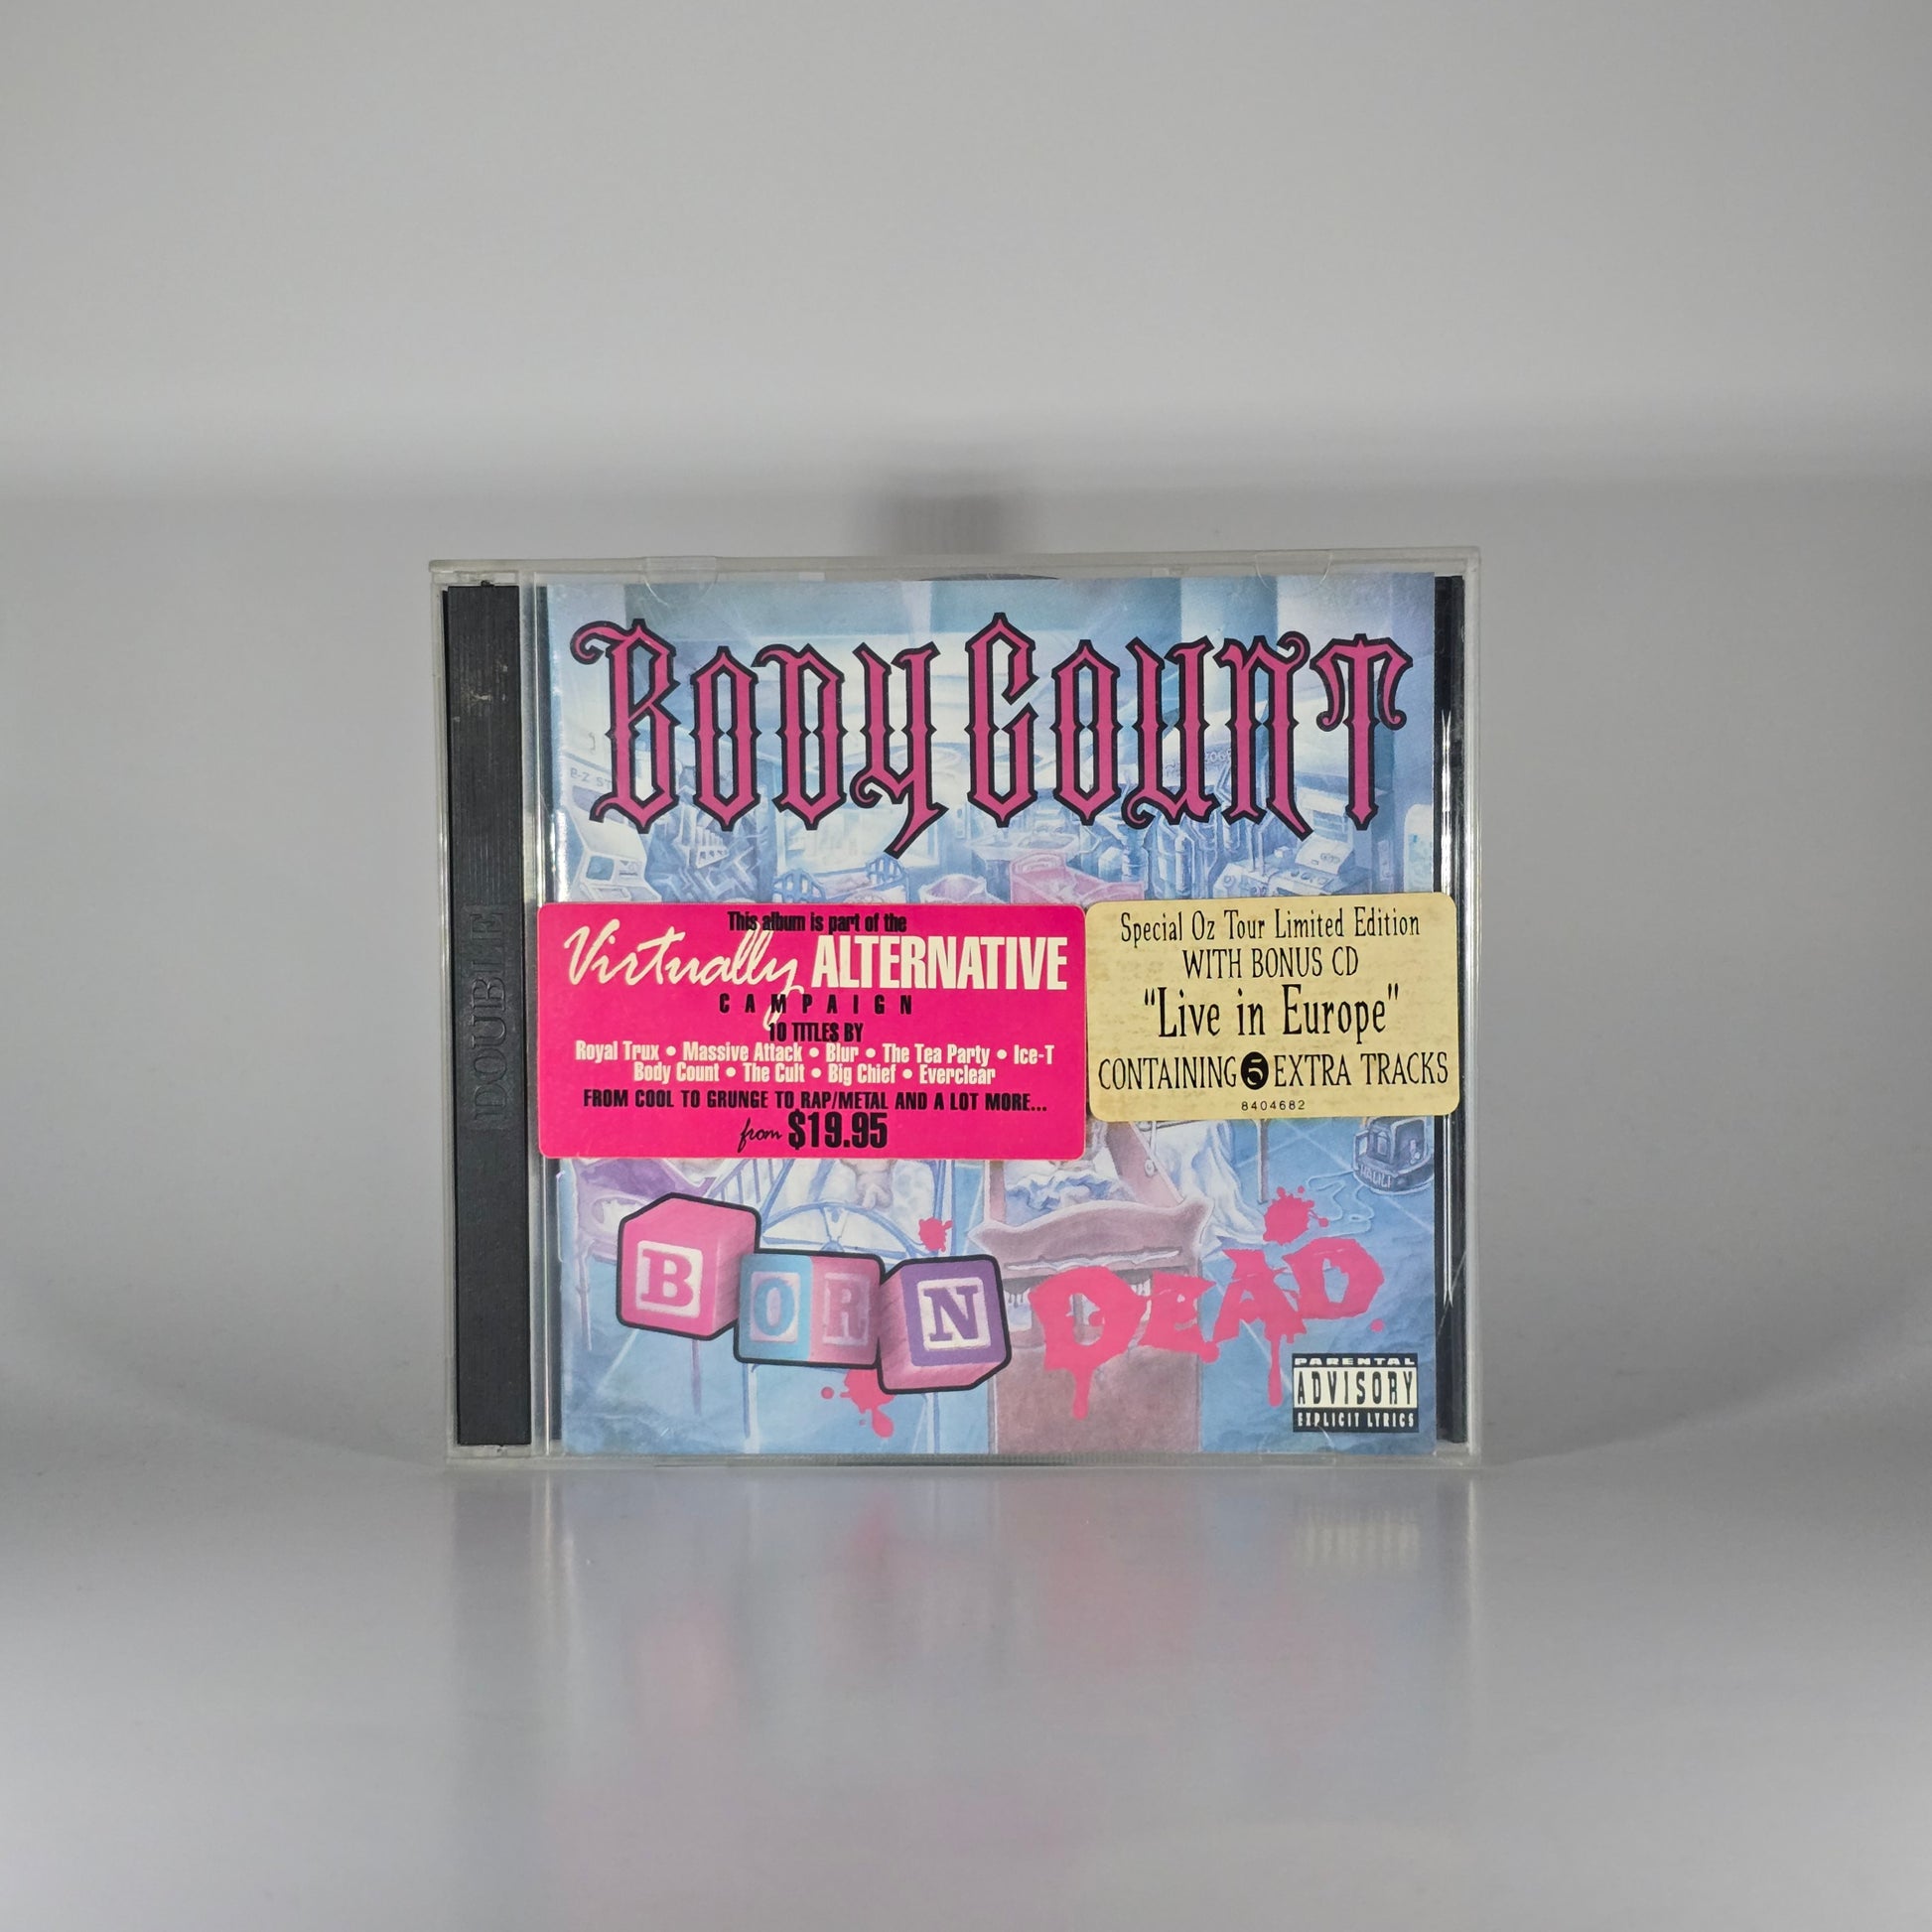 BODY COUNT
This album is part of the
Virtually ALTERNATIVE
CAMPAIGN
10 TITLES BY
Royal Trux • Massive Attack • Blur • The Tea Party • Ice-T
Body Count • The Cult • Big Chief • Everclear
FROM COOL TO GRUNGE TO RAP/METAL AND A LOT MORE...
from $19.95
Special Oz Tour Limited Edition
WITH BONUS CD
"Live in Europe"
CONTAINING 5 EXTRA TRACKS
8404682
DOUBLE
BORN DEAD
PARENTAL
ADVISORY
EXPLICIT LYRICS